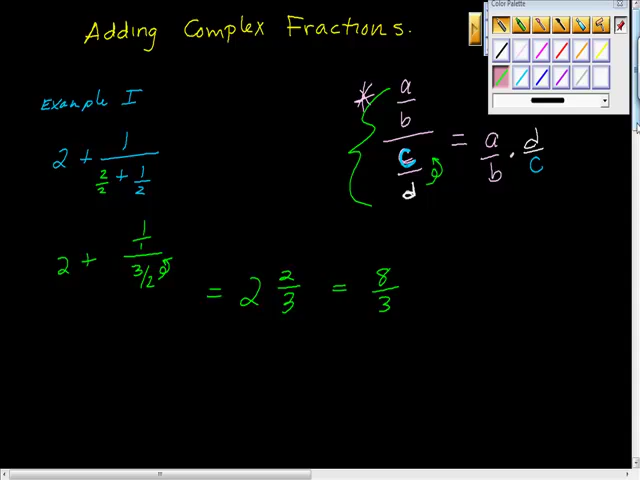 Adding Complex Fractions.
Color Palette
Example I
* a/b / c/d = a/b · d/c
2 + 1 / (2/2 + 1/2)
2 + 1/1 / 3/2 = 2 2/3 = 8/3